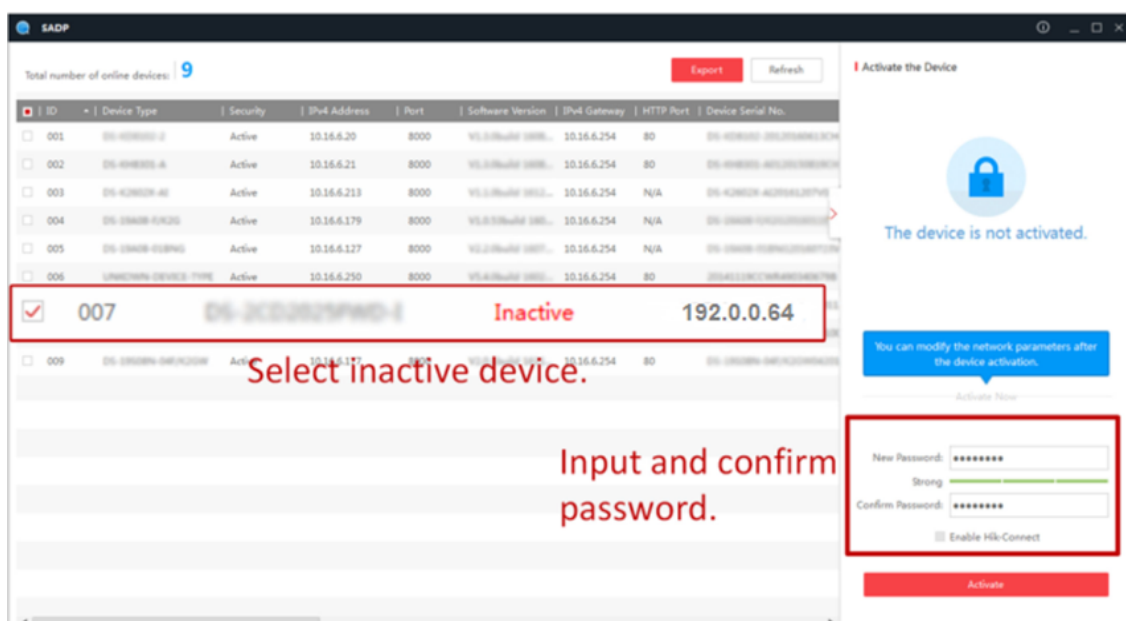 SADP
Total number of online devices: 9
Export
Refresh
ID | Device Type | Security | IPv4 Address | Port | Software Version | IPv4 Gateway | HTTP Port | Device Serial No.
001 Active 10.16.6.20 8000 10.16.6.254 80
002 Active 10.16.6.21 8000 10.16.6.254 80
003 Active 10.16.6.213 8000 10.16.6.254 N/A
004 Active 10.16.6.179 8000 10.16.6.254 N/A
005 Active 10.16.6.127 8000 10.16.6.254 N/A
006 UNKNOWN-DEVICE-TYPE Active 10.16.6.250 8000 10.16.6.254 80
007 Inactive 192.0.0.64
009 8000 10.16.6.254 80
Select inactive device.
Input and confirm
password.
Activate the Device
The device is not activated.
You can modify the network parameters after
the device activation.
Activate Now
New Password: ••••••••
Strong
Confirm Password: ••••••••
Enable Hik-Connect
Activate